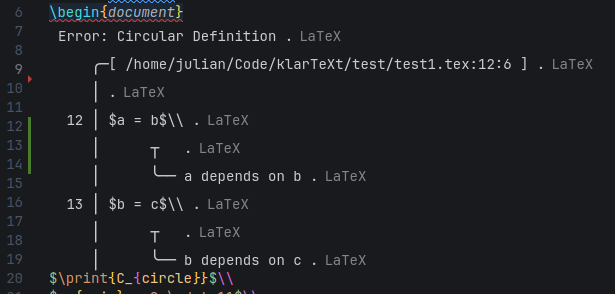 6 \begin{document}
7 Error: Circular Definition . LaTeX
8
9 ╭─[ /home/julian/Code/klarTeXt/test/test1.tex:12:6 ] . LaTeX
10 │ . LaTeX
11
12 12 │ $a = b$\\ . LaTeX
13 │ ┬ . LaTeX
14
15 │ ╰── a depends on b . LaTeX
16 13 │ $b = c$\\ . LaTeX
17
18 │ ┬ . LaTeX
19 │ ╰── b depends on c . LaTeX
20 $\print{C_{circle}}$\\